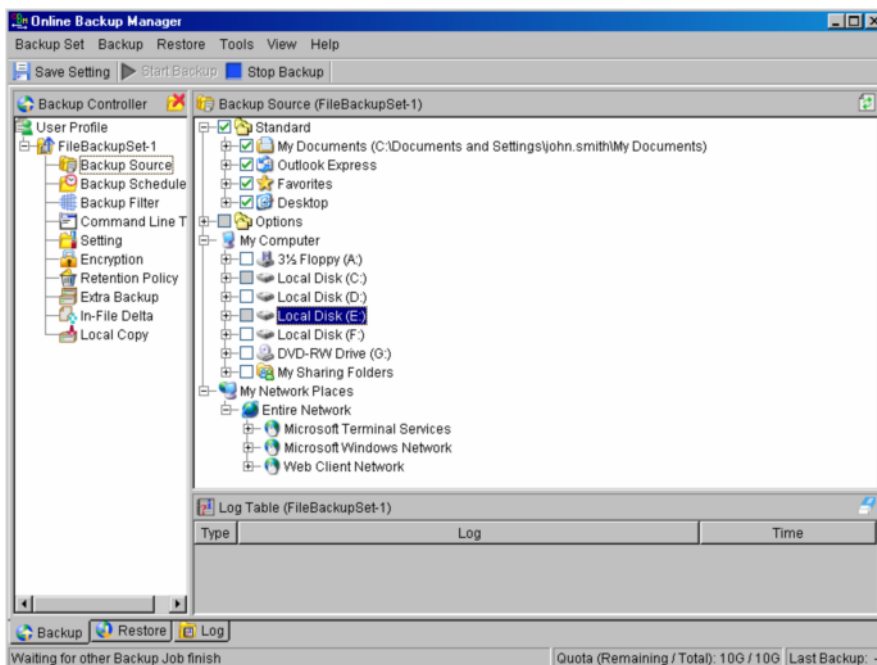 Online Backup Manager
Backup Set Backup Restore Tools View Help
Save Setting Start Backup Stop Backup
Backup Controller
User Profile
FileBackupSet-1
Backup Source
Backup Schedule
Backup Filter
Command Line T
Setting
Encryption
Retention Policy
Extra Backup
In-File Delta
Local Copy
Backup Source (FileBackupSet-1)
Standard
My Documents (C:\Documents and Settings\john.smith\My Documents)
Outlook Express
Favorites
Desktop
Options
My Computer
3½ Floppy (A:)
Local Disk (C:)
Local Disk (D:)
Local Disk (E:)
Local Disk (F:)
DVD-RW Drive (G:)
My Sharing Folders
My Network Places
Entire Network
Microsoft Terminal Services
Microsoft Windows Network
Web Client Network
Log Table (FileBackupSet-1)
Type Log Time
Backup Restore Log
Waiting for other Backup Job finish Quota (Remaining / Total): 10G / 10G Last Backup: -